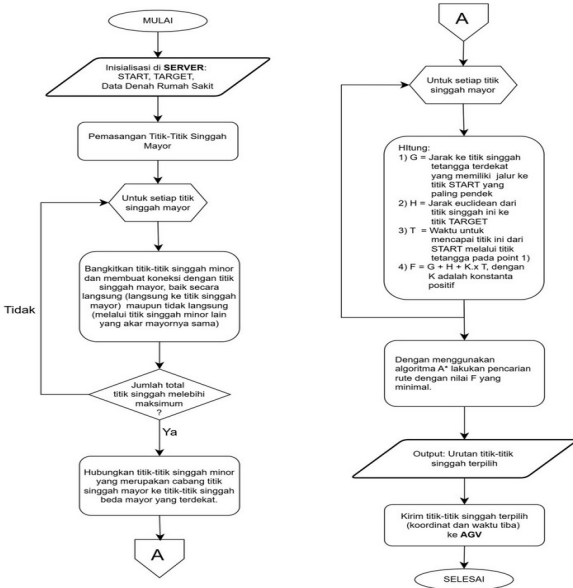 MULAI
Inisialisasi di SERVER:
START, TARGET,
Data Denah Rumah Sakit
Pemasangan Titik-Titik Singgah
Mayor
Untuk setiap titik
singgah mayor
Bangkitkan titik-titik singgah minor
dan membuat koneksi dengan titik
singgah mayor, baik secara
langsung (langsung ke titik singgah
mayor) maupun tidak langsung
(melalui titik singgah minor lain
yang akar mayornya sama)
Tidak
Jumlah total
titik singgah melebihi
maksimum
?
Ya
Hubungkan titik-titik singgah minor
yang merupakan cabang titik
singgah mayor ke titik-titik singgah
beda mayor yang terdekat.
A
A
Untuk setiap titik
singgah mayor
HItung:
1) G = Jarak ke titik singgah
tetangga terdekat
yang memiliki jalur ke
titik START yang
paling pendek
2) H = Jarak euclidean dari
titik singgah ini ke
titik TARGET
3) T = Waktu untuk
mencapai titik ini dari
START melalui titik
tetangga pada point 1)
4) F = G + H + K.x T, dengan
K adalah konstanta
positif
Dengan menggunakan
algoritma A* lakukan pencarian
rute dengan nilai F yang
minimal.
Output: Urutan titik-titik
singgah terpilih
Kirim titik-titik singgah terpilih
(koordinat dan waktu tiba)
ke AGV
SELESAI